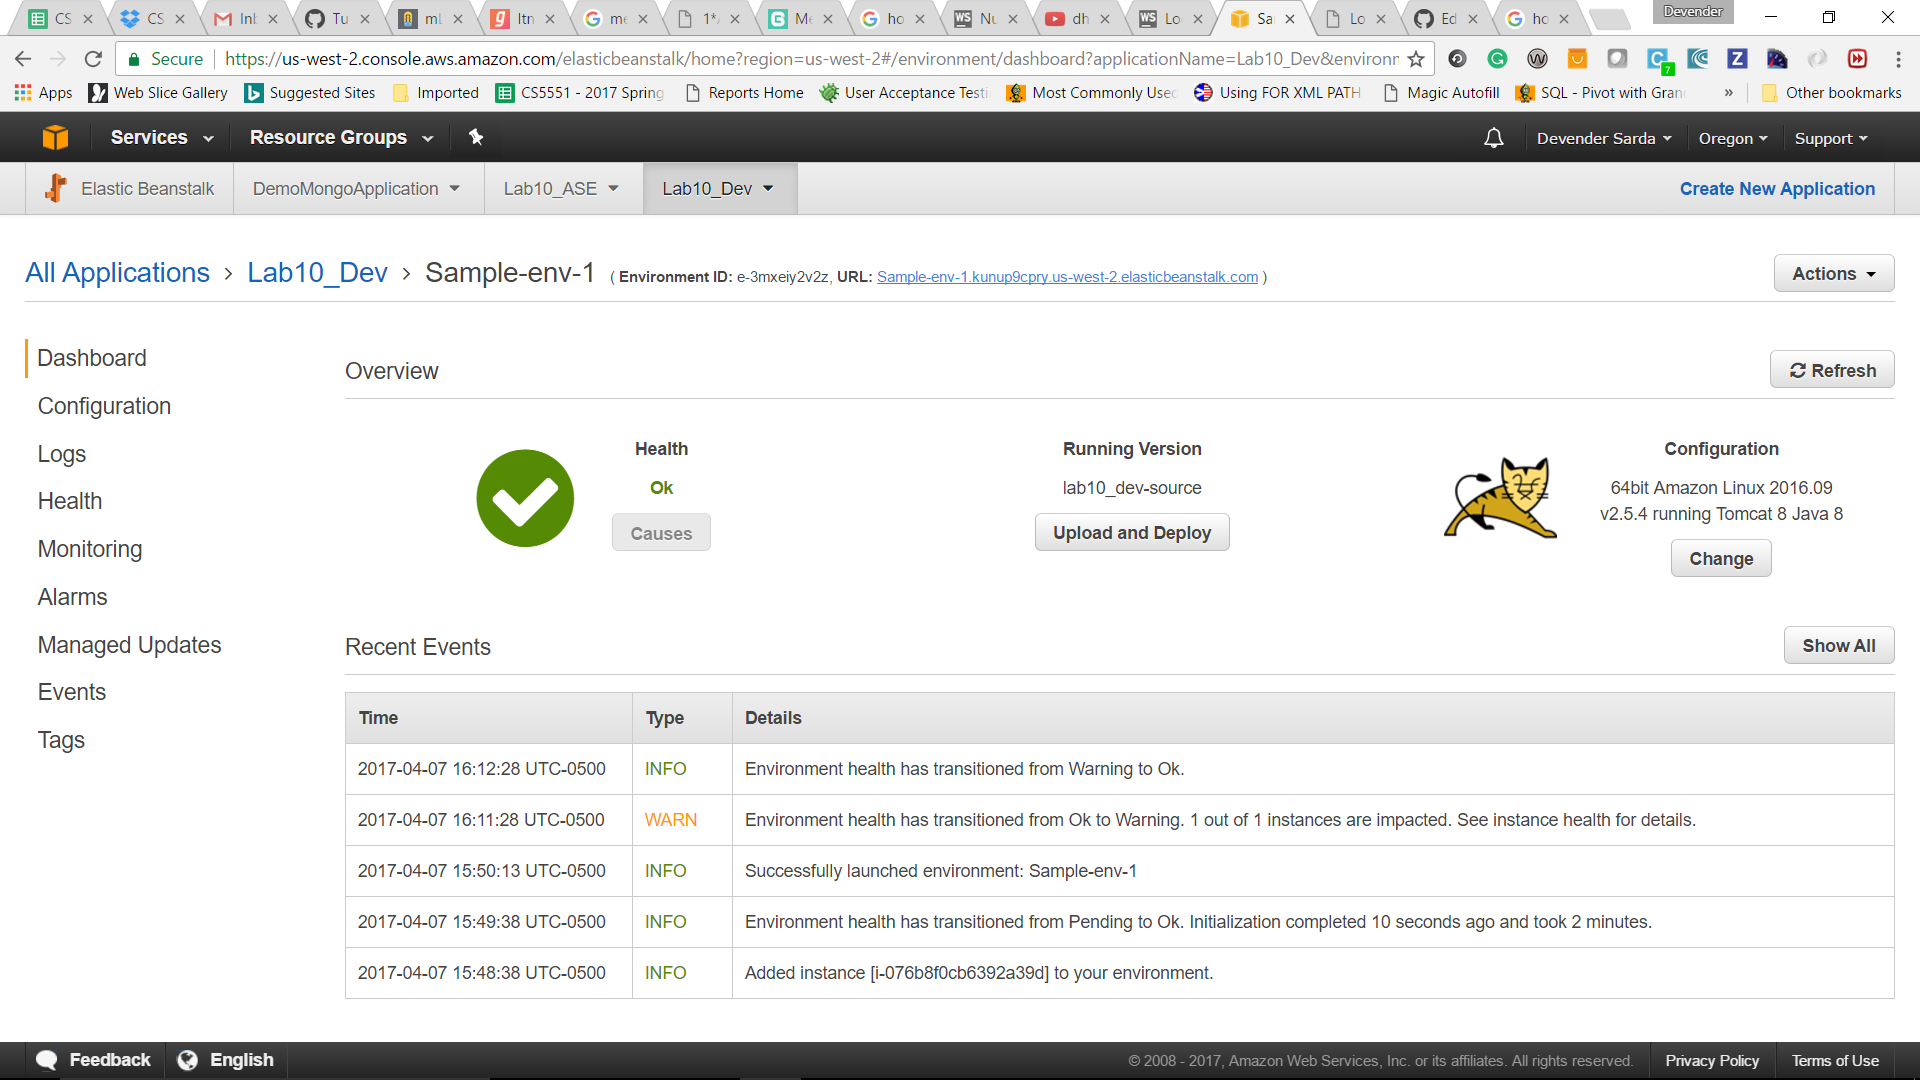 CS
CS
Inb
Tu
mL
Itn
me
1*
Me
ho
Nu
dh
Lo
Sa
Lo
Ed
ho
Devender
Secure
https://us-west-2.console.aws.amazon.com/elasticbeanstalk/home?region=us-west-2#/environment/dashboard?applicationName=Lab10_Dev&environm
7
Apps
Web Slice Gallery
Suggested Sites
Imported
CS5551 - 2017 Spring
Reports Home
User Acceptance Testi
Most Commonly Used
Using FOR XML PATH
Magic Autofill
SQL - Pivot with Gran
»
Other bookmarks
Services
Resource Groups
Devender Sarda
Oregon
Support
Elastic Beanstalk
DemoMongoApplication
Lab10_ASE
Lab10_Dev
Create New Application
All Applications › Lab10_Dev › Sample-env-1 ( Environment ID: e-3mxeiy2v2z, URL: Sample-env-1.kunup9cpry.us-west-2.elasticbeanstalk.com )
Actions
Dashboard
Configuration
Logs
Health
Monitoring
Alarms
Managed Updates
Events
Tags
Overview
Refresh
Health
Ok
Causes
Running Version
lab10_dev-source
Upload and Deploy
Configuration
64bit Amazon Linux 2016.09
v2.5.4 running Tomcat 8 Java 8
Change
Recent Events
Show All
Time Type Details
2017-04-07 16:12:28 UTC-0500 INFO Environment health has transitioned from Warning to Ok.
2017-04-07 16:11:28 UTC-0500 WARN Environment health has transitioned from Ok to Warning. 1 out of 1 instances are impacted. See instance health for details.
2017-04-07 15:50:13 UTC-0500 INFO Successfully launched environment: Sample-env-1
2017-04-07 15:49:38 UTC-0500 INFO Environment health has transitioned from Pending to Ok. Initialization completed 10 seconds ago and took 2 minutes.
2017-04-07 15:48:38 UTC-0500 INFO Added instance [i-076b8f0cb6392a39d] to your environment.
Feedback
English
© 2008 - 2017, Amazon Web Services, Inc. or its affiliates. All rights reserved.
Privacy Policy
Terms of Use